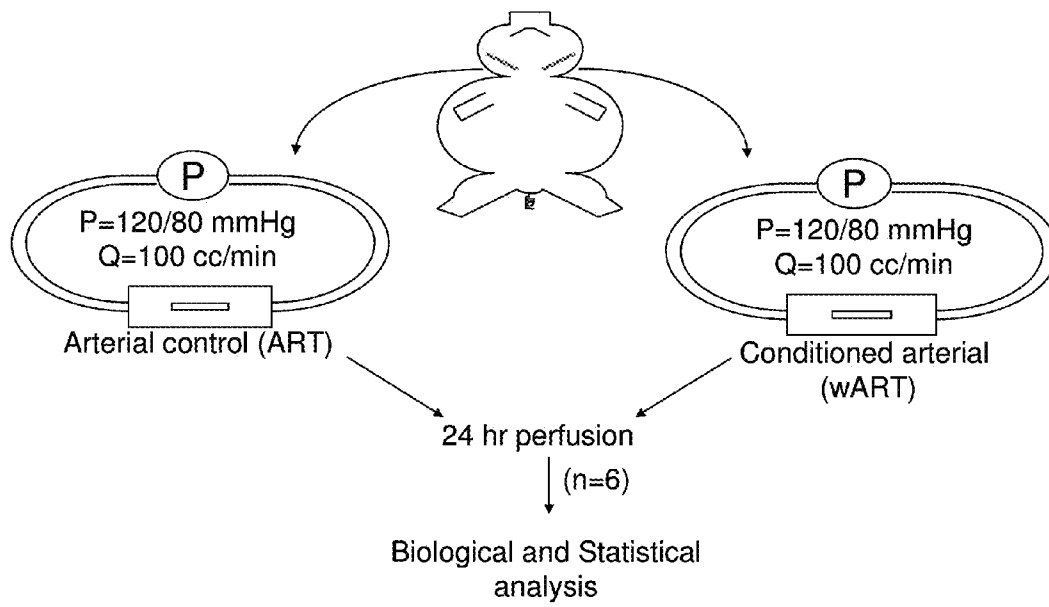 P
P=120/80 mmHg
Q=100 cc/min
Arterial control (ART)
P
P=120/80 mmHg
Q=100 cc/min
Conditioned arterial
(wART)
24 hr perfusion
(n=6)
Biological and Statistical
analysis